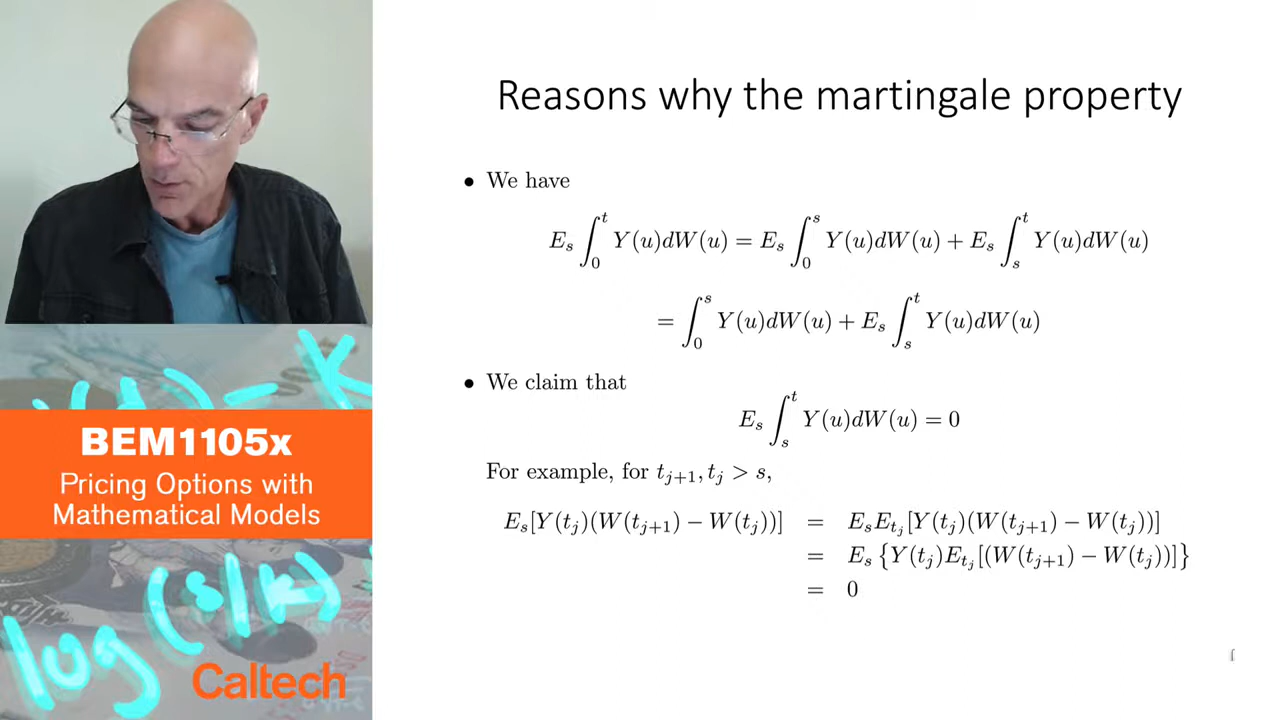 Reasons why the martingale property
• We have
E_s ∫_0^t Y(u)dW(u) = E_s ∫_0^s Y(u)dW(u) + E_s ∫_s^t Y(u)dW(u)
= ∫_0^s Y(u)dW(u) + E_s ∫_s^t Y(u)dW(u)
• We claim that
E_s ∫_s^t Y(u)dW(u) = 0
For example, for t_{j+1}, t_j > s,
E_s[Y(t_j)(W(t_{j+1}) − W(t_j))] = E_s E_{t_j}[Y(t_j)(W(t_{j+1}) − W(t_j))]
= E_s {Y(t_j)E_{t_j}[(W(t_{j+1}) − W(t_j))]}
= 0
BEM1105x
Pricing Options with
Mathematical Models
log (s/k)
Caltech